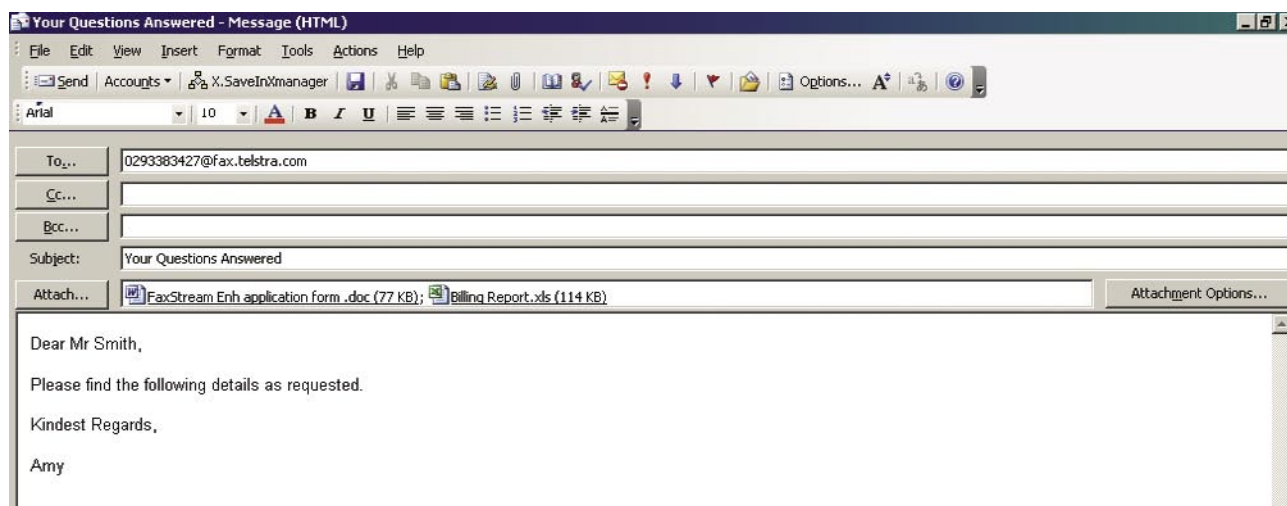 Your Questions Answered - Message (HTML)
File Edit View Insert Format Tools Actions Help
Send Accounts X.SaveInXmanager Options...
Arial 10 A B I U
To... 0293383427@fax.telstra.com
Cc...
Bcc...
Subject: Your Questions Answered
Attach... FaxStream Enh application form .doc (77 KB); Billing Report.xls (114 KB) Attachment Options...
Dear Mr Smith,
Please find the following details as requested.
Kindest Regards,
Amy